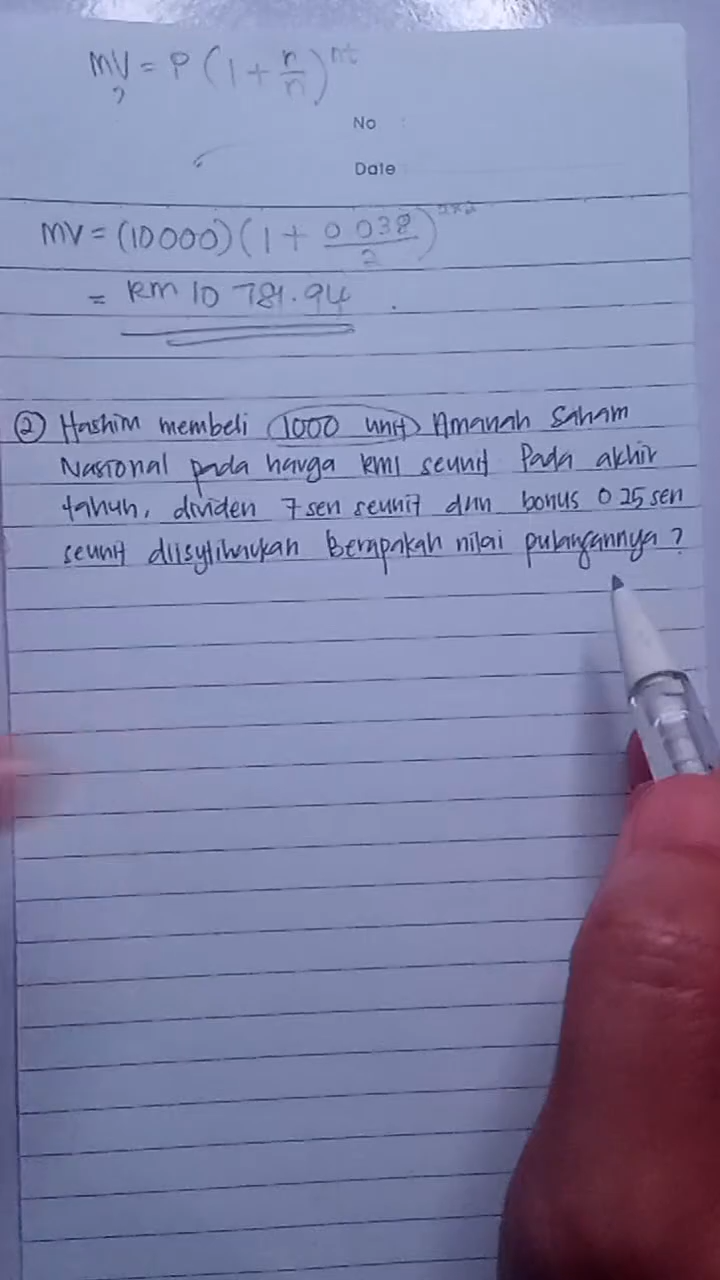 MV = P (1 + r/n)^nt
?
No :
Date
MV = (10000)(1 + 0.038/2)^2×2
= RM 10 781.94 .
② Hashim membeli 1000 unit Amanah Saham
Nasional pada harga RM1 seunit Pada akhir
tahun, dividen 7 sen seunit dan bonus 0.25 sen
seunit diisytiharkan Berapakah nilai pulangannya ?